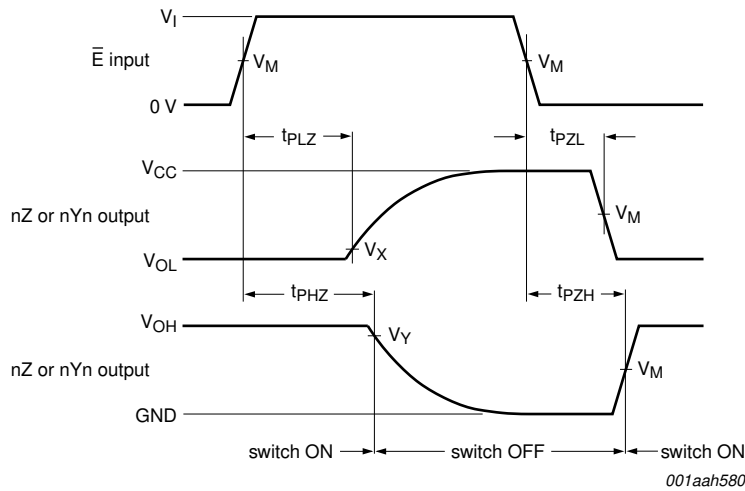 V_I
Ē input
V_M
V_M
0 V
t_PLZ
t_PZL
V_CC
nZ or nYn output
V_M
V_X
V_OL
t_PHZ
t_PZH
V_OH
V_Y
nZ or nYn output
V_M
GND
switch ON
switch OFF
switch ON
001aah580